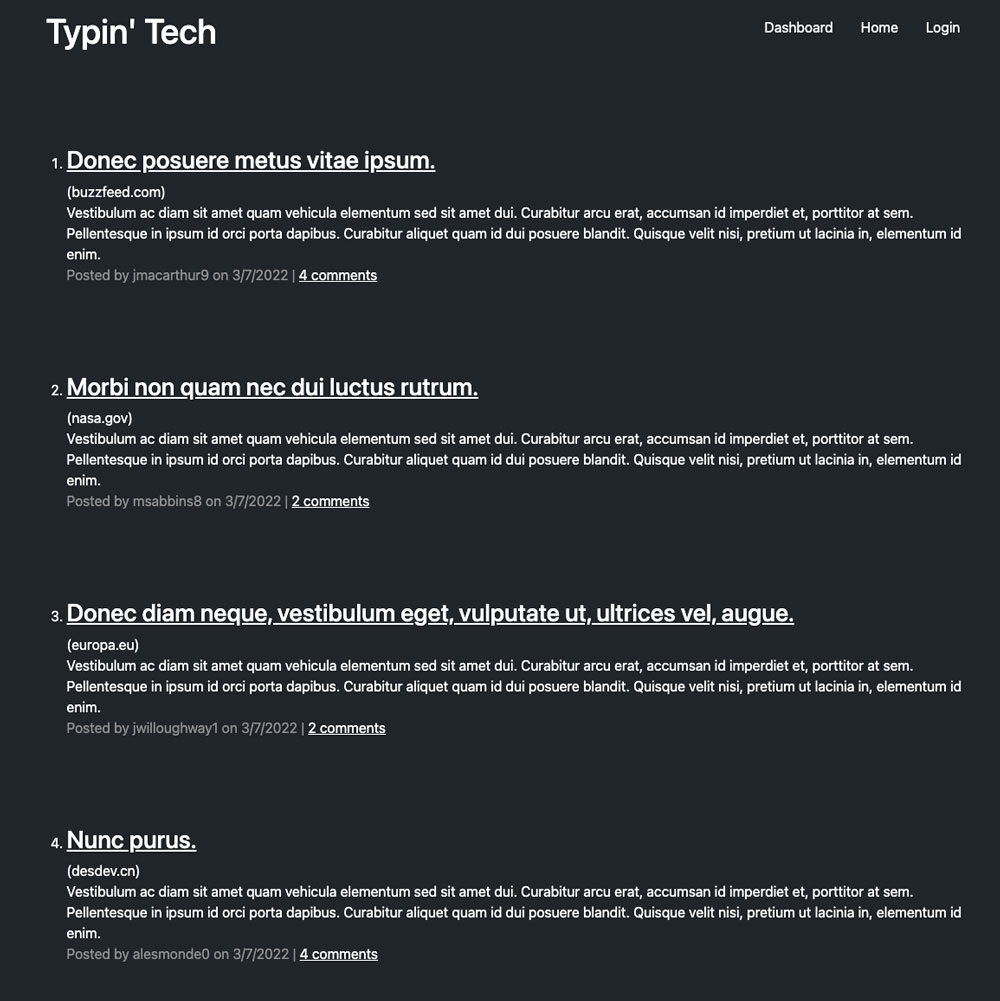 Typin' Tech
Dashboard Home Login
1. Donec posuere metus vitae ipsum.
(buzzfeed.com)
Vestibulum ac diam sit amet quam vehicula elementum sed sit amet dui. Curabitur arcu erat, accumsan id imperdiet et, porttitor at sem.
Pellentesque in ipsum id orci porta dapibus. Curabitur aliquet quam id dui posuere blandit. Quisque velit nisi, pretium ut lacinia in, elementum id
enim.
Posted by jmacarthur9 on 3/7/2022 | 4 comments
2. Morbi non quam nec dui luctus rutrum.
(nasa.gov)
Vestibulum ac diam sit amet quam vehicula elementum sed sit amet dui. Curabitur arcu erat, accumsan id imperdiet et, porttitor at sem.
Pellentesque in ipsum id orci porta dapibus. Curabitur aliquet quam id dui posuere blandit. Quisque velit nisi, pretium ut lacinia in, elementum id
enim.
Posted by msabbins8 on 3/7/2022 | 2 comments
3. Donec diam neque, vestibulum eget, vulputate ut, ultrices vel, augue.
(europa.eu)
Vestibulum ac diam sit amet quam vehicula elementum sed sit amet dui. Curabitur arcu erat, accumsan id imperdiet et, porttitor at sem.
Pellentesque in ipsum id orci porta dapibus. Curabitur aliquet quam id dui posuere blandit. Quisque velit nisi, pretium ut lacinia in, elementum id
enim.
Posted by jwilloughway1 on 3/7/2022 | 2 comments
4. Nunc purus.
(desdev.cn)
Vestibulum ac diam sit amet quam vehicula elementum sed sit amet dui. Curabitur arcu erat, accumsan id imperdiet et, porttitor at sem.
Pellentesque in ipsum id orci porta dapibus. Curabitur aliquet quam id dui posuere blandit. Quisque velit nisi, pretium ut lacinia in, elementum id
enim.
Posted by alesmonde0 on 3/7/2022 | 4 comments